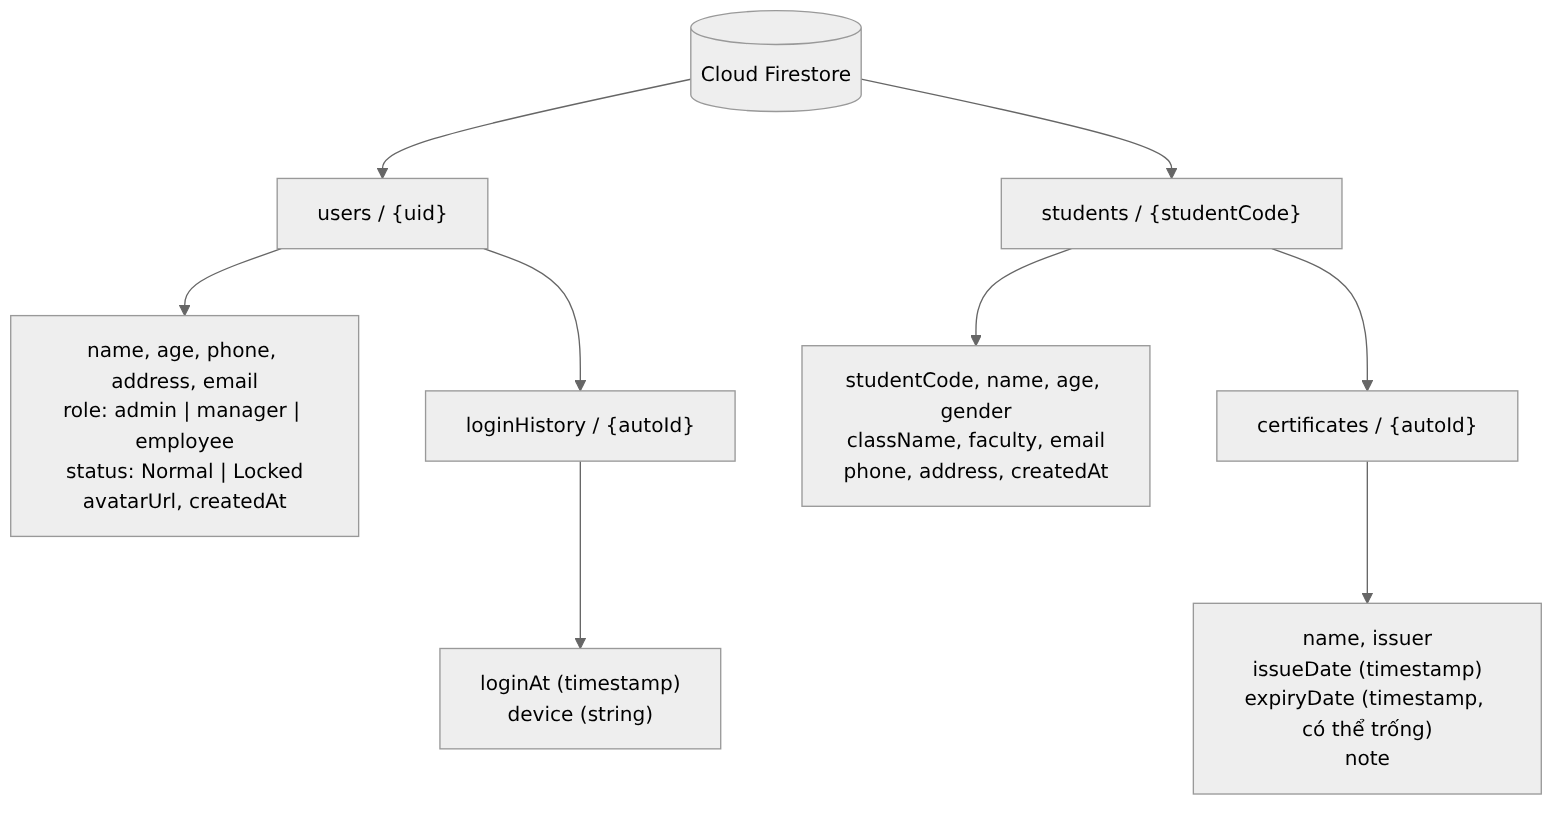 Cloud Firestore
users / {uid}
students / {studentCode}
name, age, phone,
address, email
role: admin | manager |
employee
status: Normal | Locked
avatarUrl, createdAt
loginHistory / {autoId}
studentCode, name, age,
gender
className, faculty, email
phone, address, createdAt
certificates / {autoId}
loginAt (timestamp)
device (string)
name, issuer
issueDate (timestamp)
expiryDate (timestamp,
có thể trống)
note